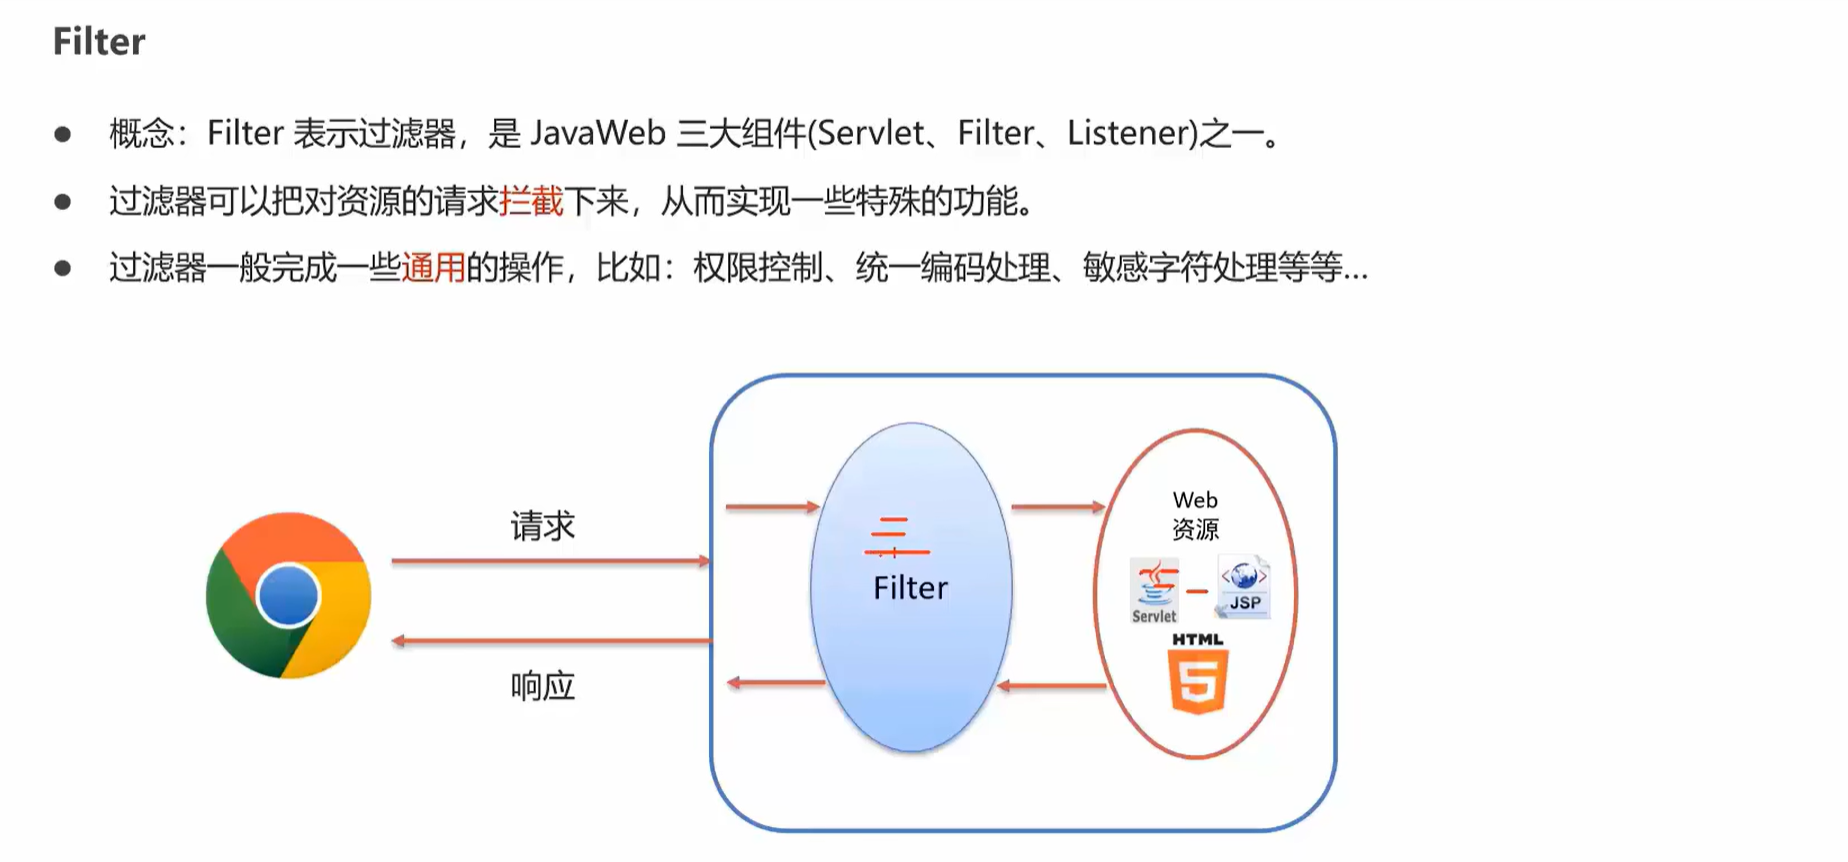 Filter
● 概念：Filter 表示过滤器，是 JavaWeb 三大组件(Servlet、Filter、Listener)之一。
● 过滤器可以把对资源的请求拦截下来，从而实现一些特殊的功能。
● 过滤器一般完成一些通用的操作，比如：权限控制、统一编码处理、敏感字符处理等等...
请求
响应
Filter
Web
资源
Servlet
JSP
HTML
5